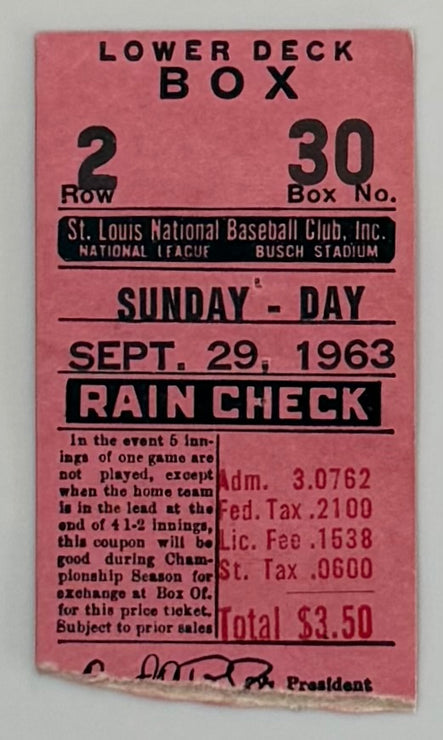 LOWER DECK
BOX
2 30
Row Box No.
St. Louis National Baseball Club, Inc.
NATIONAL LEAGUE BUSCH STADIUM
SUNDAY - DAY
SEPT. 29, 1963
RAIN CHECK
In the event 5 inn-
ings of one game are
not played, except
when the home team
is in the lead at the
end of 4 1-2 innings,
this coupon will be
good during Cham-
pionship Season for
exchange at Box Of.
for this price ticket.
Subject to prior sales
Adm. 3.0762
Fed. Tax .2100
Lic. Fee .1538
St. Tax .0600
Total $3.50
President